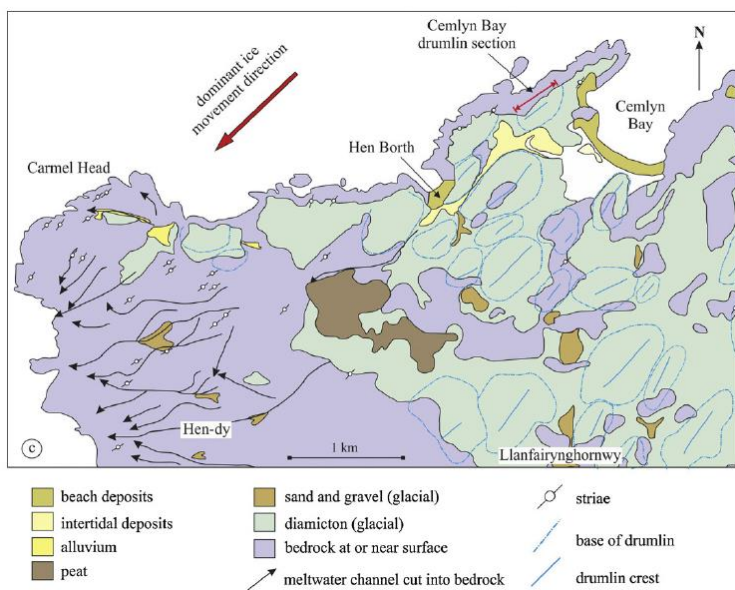 Cemlyn Bay
drumlin section
N
dominant ice
movement direction
Cemlyn
Bay
Hen Borth
Carmel Head
Hen-dy
1 km
Llanfairynghornwy
c
beach deposits
intertidal deposits
alluvium
peat
sand and gravel (glacial)
diamicton (glacial)
bedrock at or near surface
meltwater channel cut into bedrock
striae
base of drumlin
drumlin crest